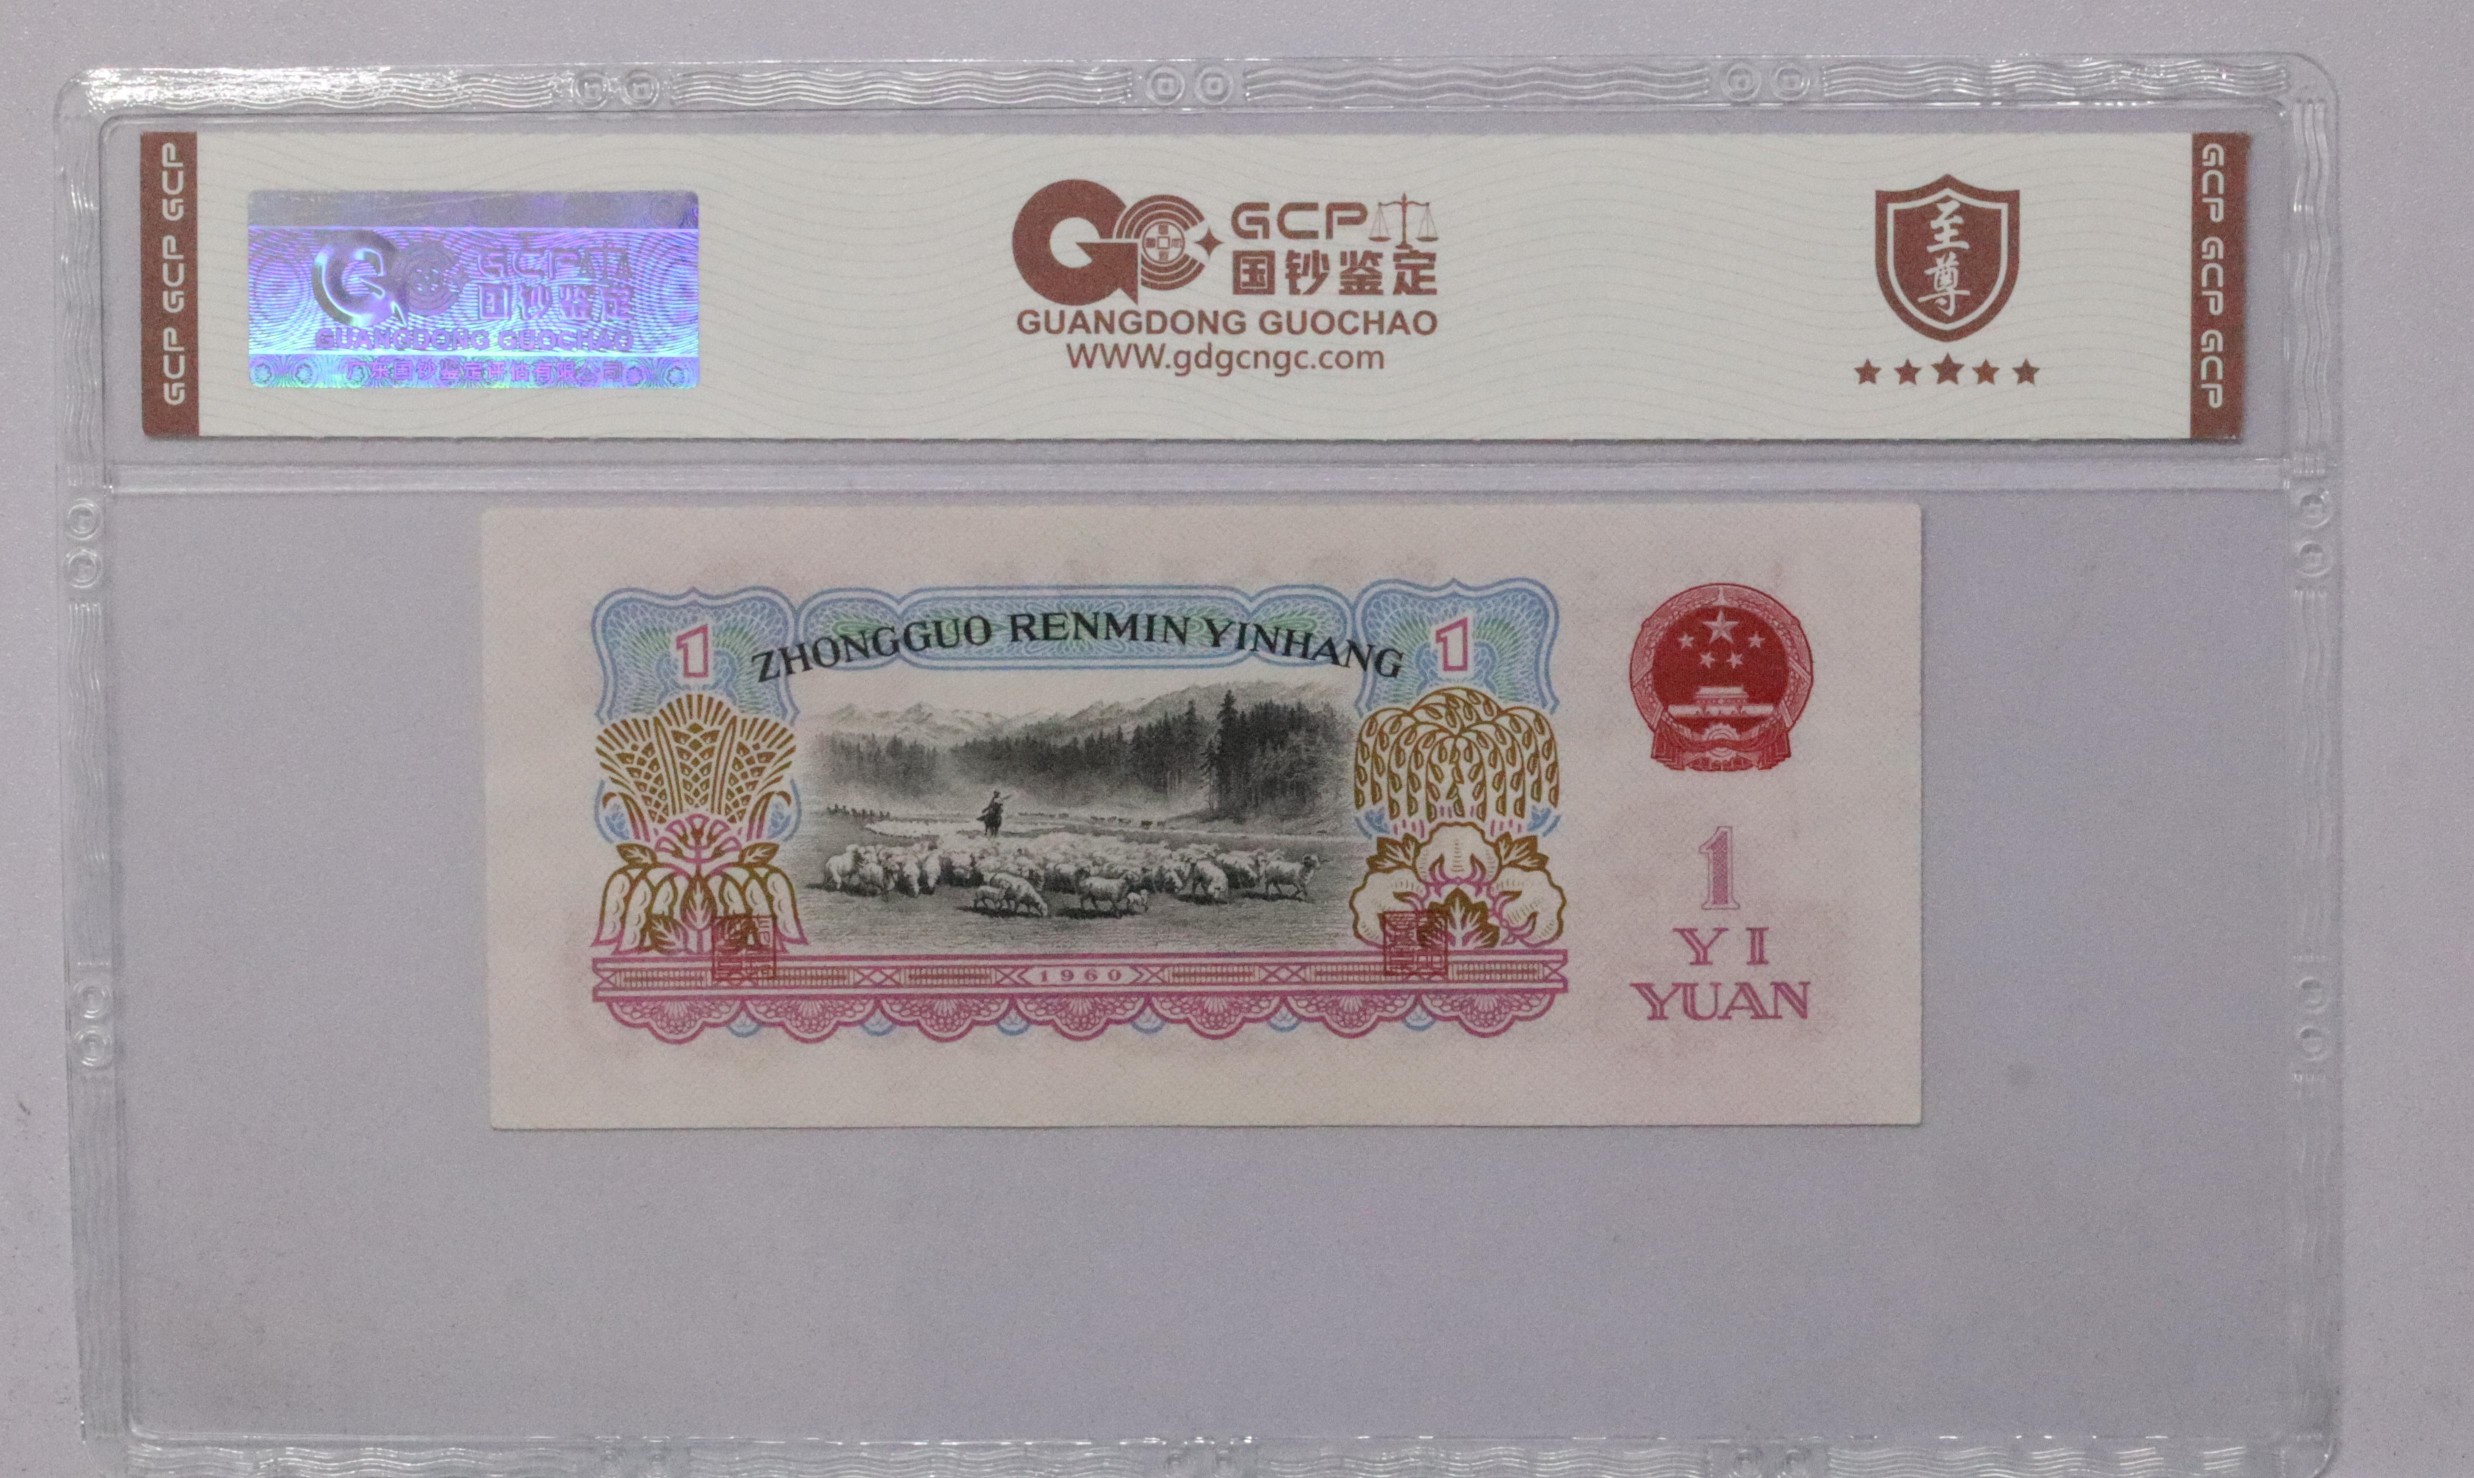 GCP GCP GCP
GCP
国钞鉴定
GUANGDONG GUOCHAO
广东国钞鉴定评估有限公司
GCP
国钞鉴定
GUANGDONG GUOCHAO
WWW.gdgcngc.com
至尊
GCP GCP GCP
1
ZHONGGUO RENMIN YINHANG
1
1960
1
YI
YUAN